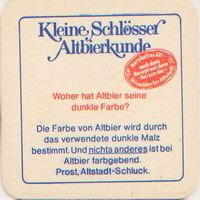 Kleine Schlösser
Altbierkunde
Woher hat Altbier seine
dunkle Farbe?
Die Farbe von Altbier wird durch
das verwendete dunkle Malz
bestimmt. Und nichts anderes ist bei
Altbier farbgebend.
Prost, Altstadt-Schluck.